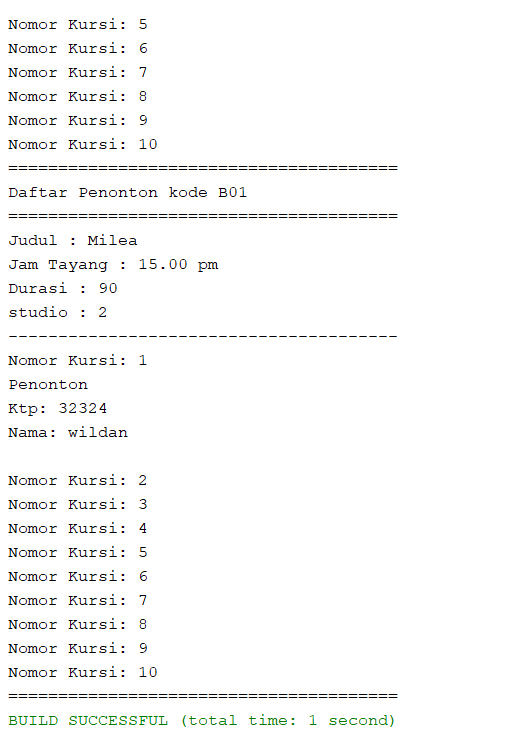 Nomor Kursi: 5
Nomor Kursi: 6
Nomor Kursi: 7
Nomor Kursi: 8
Nomor Kursi: 9
Nomor Kursi: 10
=======================================
Daftar Penonton kode B01
=======================================
Judul : Milea
Jam Tayang : 15.00 pm
Durasi : 90
studio : 2
---------------------------------------
Nomor Kursi: 1
Penonton
Ktp: 32324
Nama: wildan

Nomor Kursi: 2
Nomor Kursi: 3
Nomor Kursi: 4
Nomor Kursi: 5
Nomor Kursi: 6
Nomor Kursi: 7
Nomor Kursi: 8
Nomor Kursi: 9
Nomor Kursi: 10
=======================================
BUILD SUCCESSFUL (total time: 1 second)